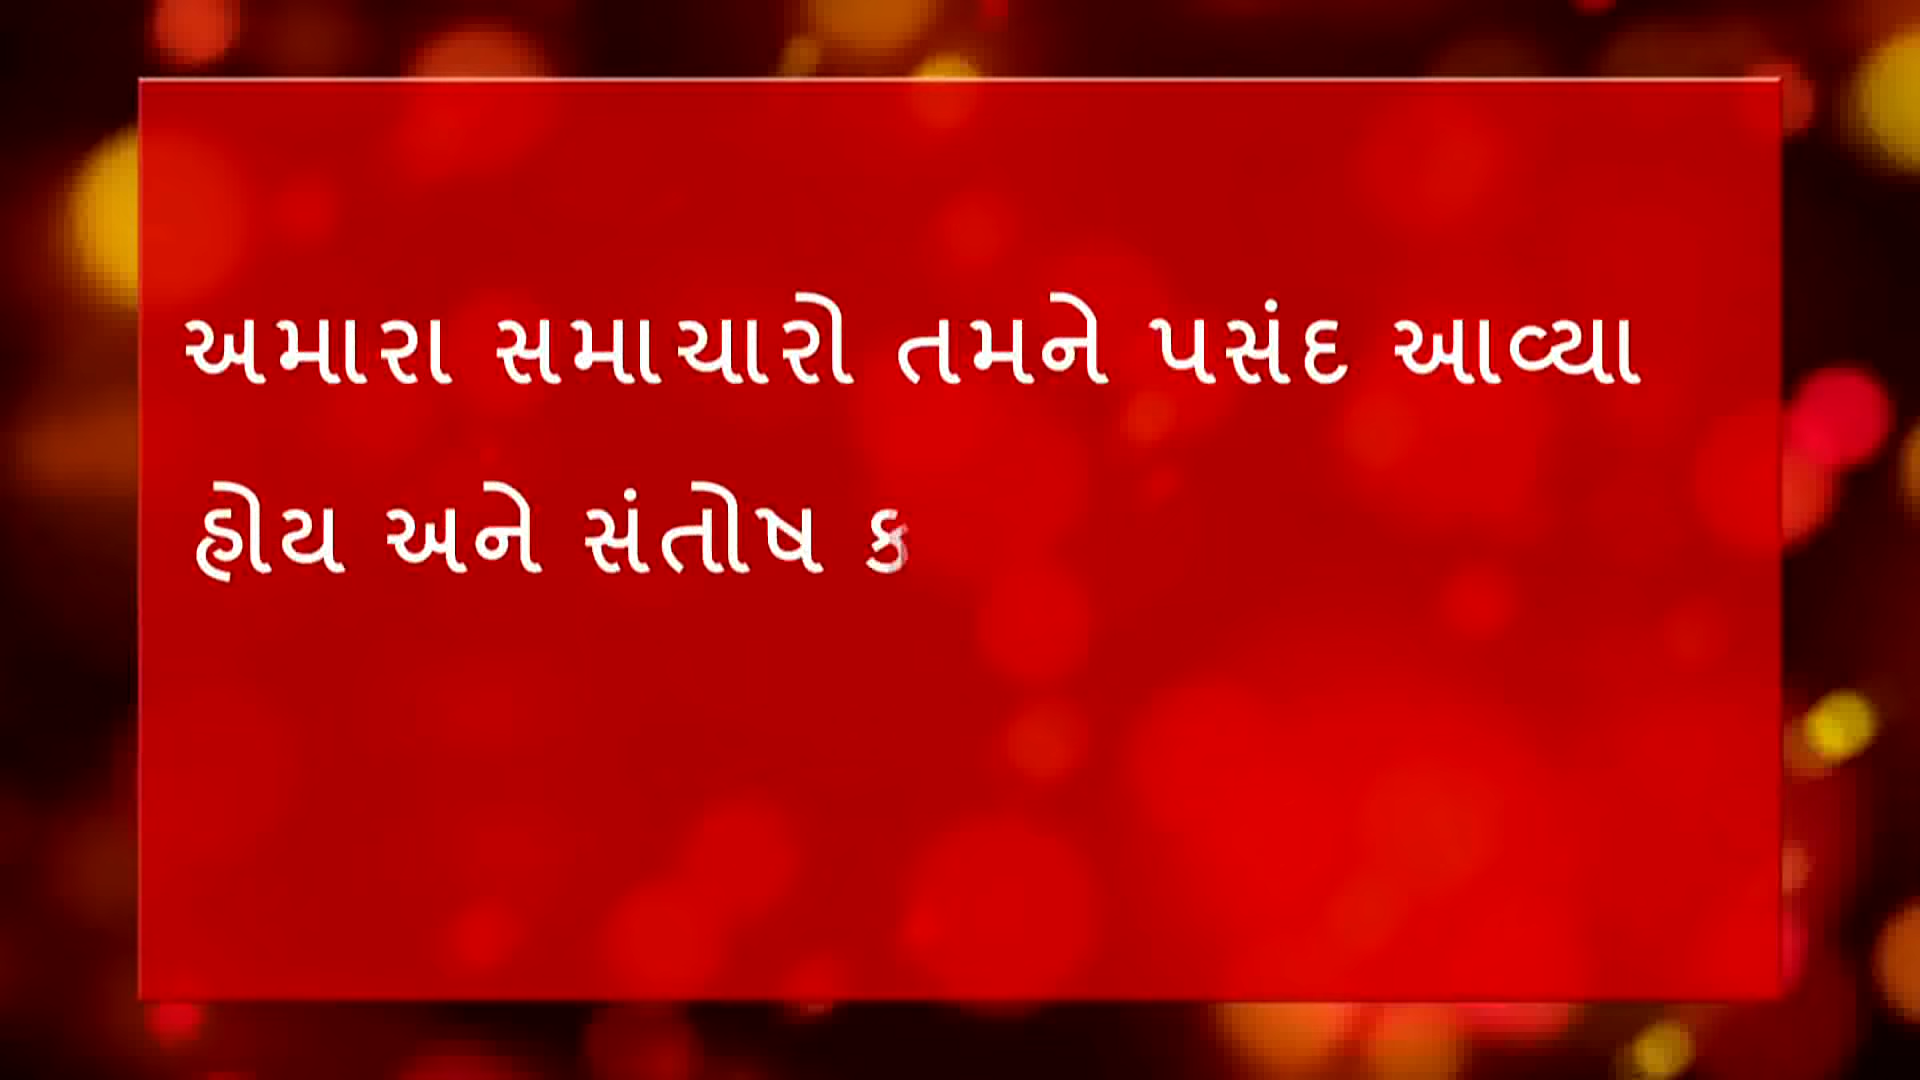 અમારા સમાચારો તમને પસંદ આવ્યા
હોય અને સંતોષ ક